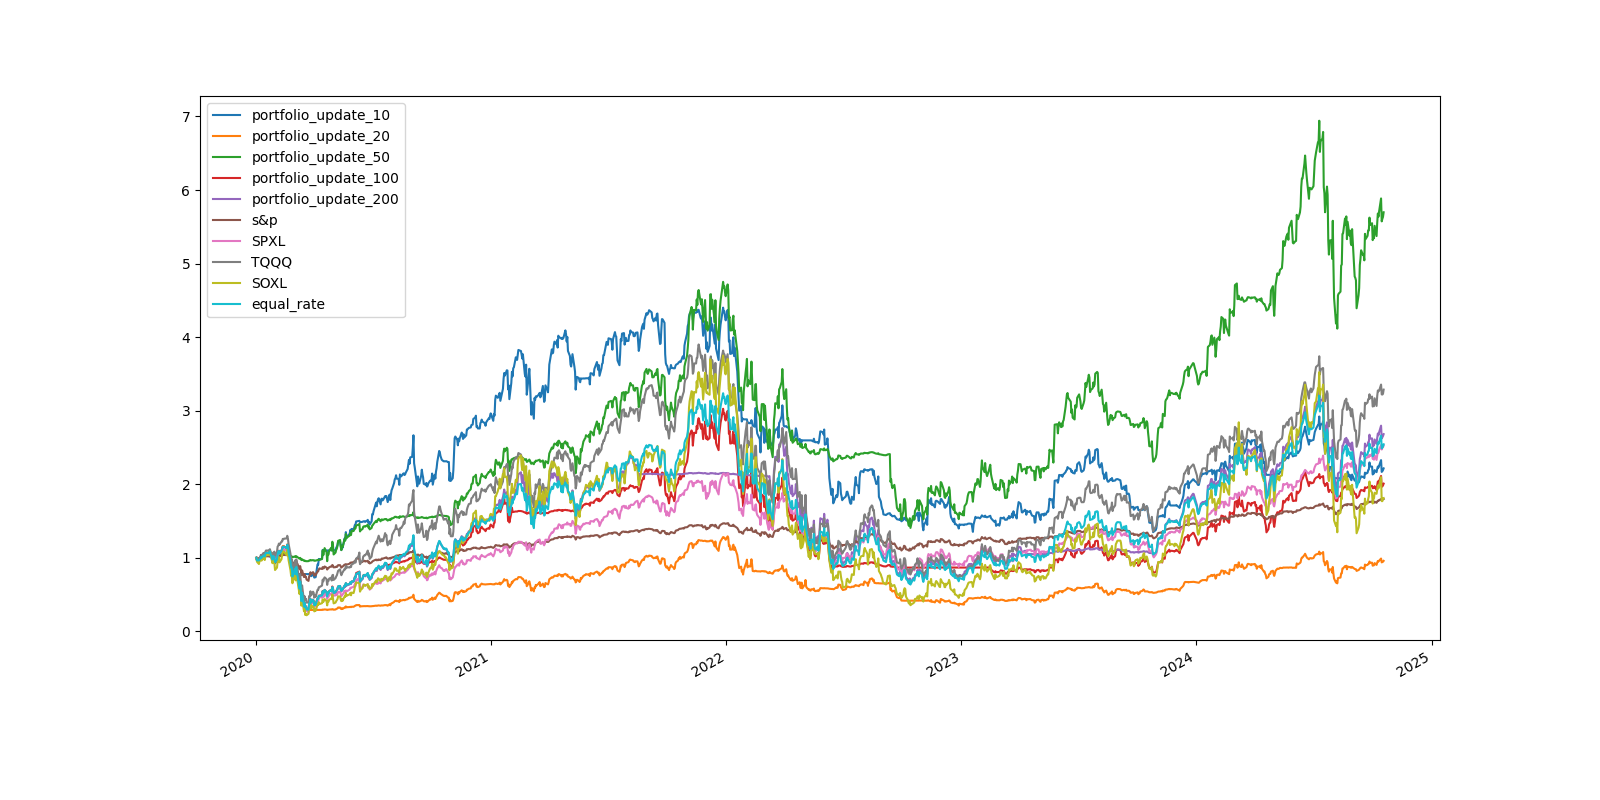 7
6
5
4
3
2
1
0
portfolio_update_10
portfolio_update_20
portfolio_update_50
portfolio_update_100
portfolio_update_200
s&p
SPXL
TQQQ
SOXL
equal_rate
2020
2021
2022
2023
2024
2025